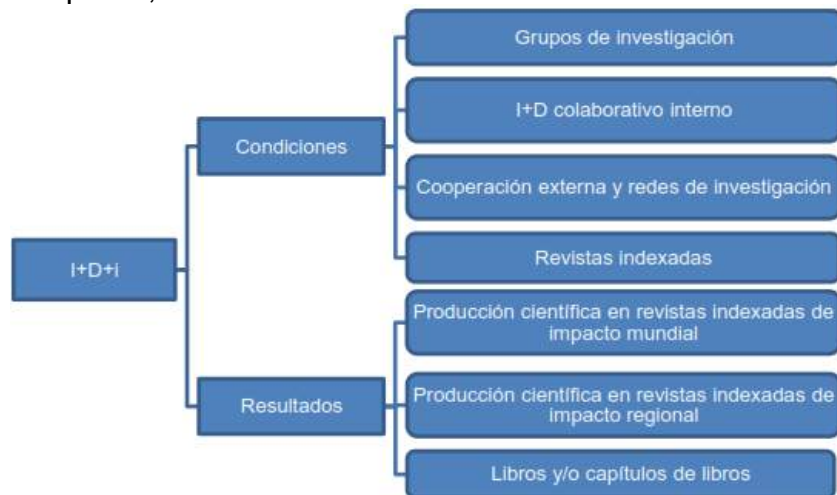 Grupos de investigación
I+D colaborativo interno
Condiciones
Cooperación externa y redes de investigación
I+D+i
Revistas indexadas
Producción científica en revistas indexadas de
impacto mundial
Resultados
Producción científica en revistas indexadas de
impacto regional
Libros y/o capítulos de libros